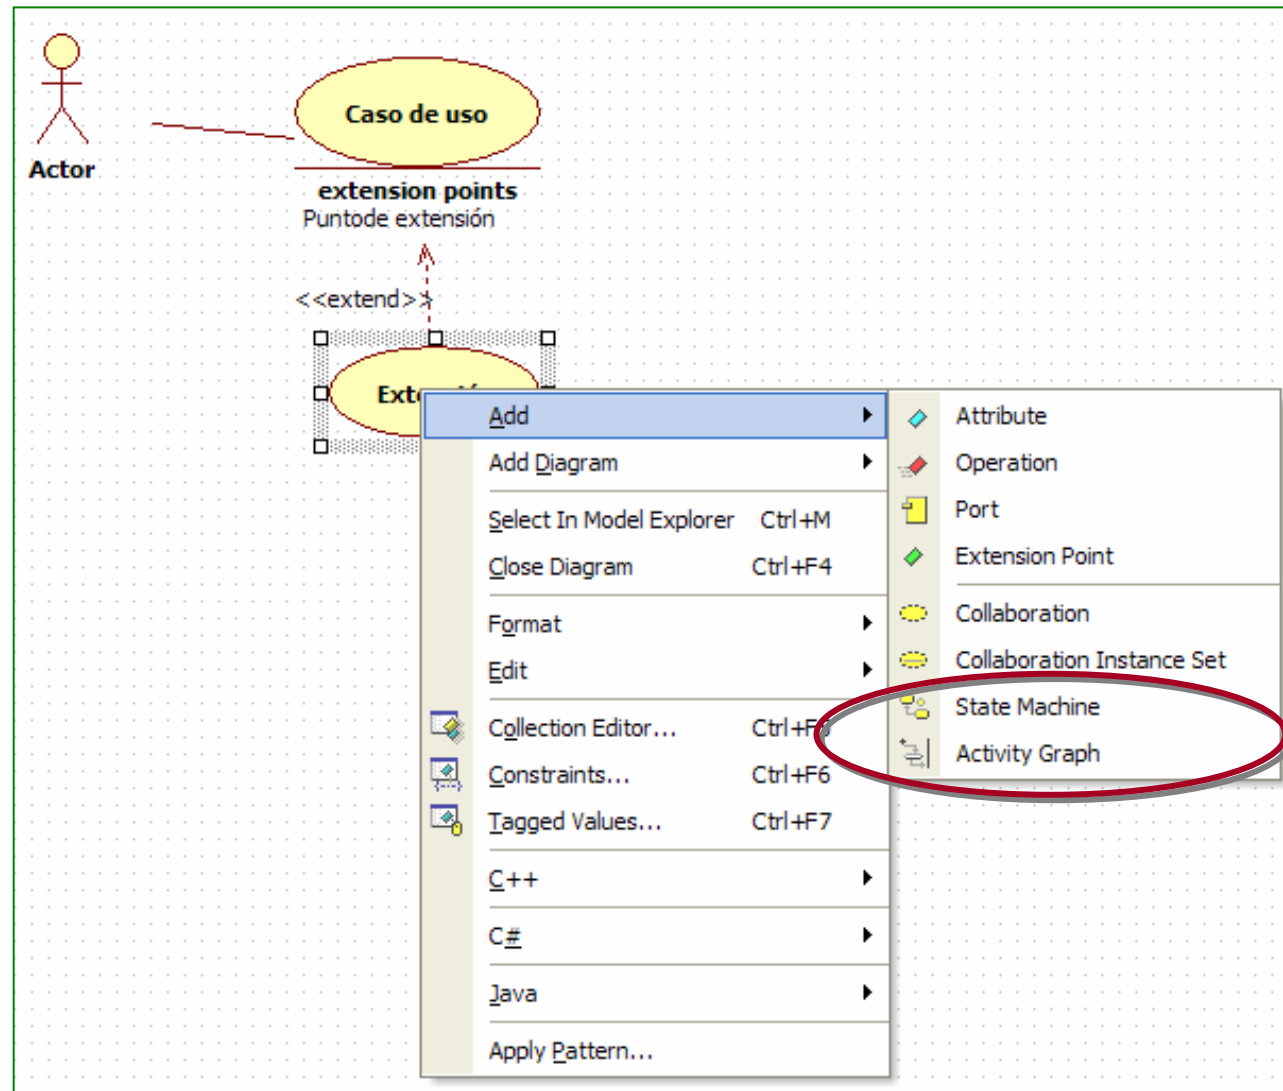 Caso de uso
Actor
extension points
Puntode extensión
<<extend>>
Add
Add Diagram
Select In Model Explorer Ctrl+M
Close Diagram Ctrl+F4
Format
Edit
Collection Editor...
Constraints... Ctrl+F6
Tagged Values... Ctrl+F7
C++
C#
Java
Apply Pattern...
Attribute
Operation
Port
Extension Point
Collaboration
Collaboration Instance Set
State Machine
Activity Graph